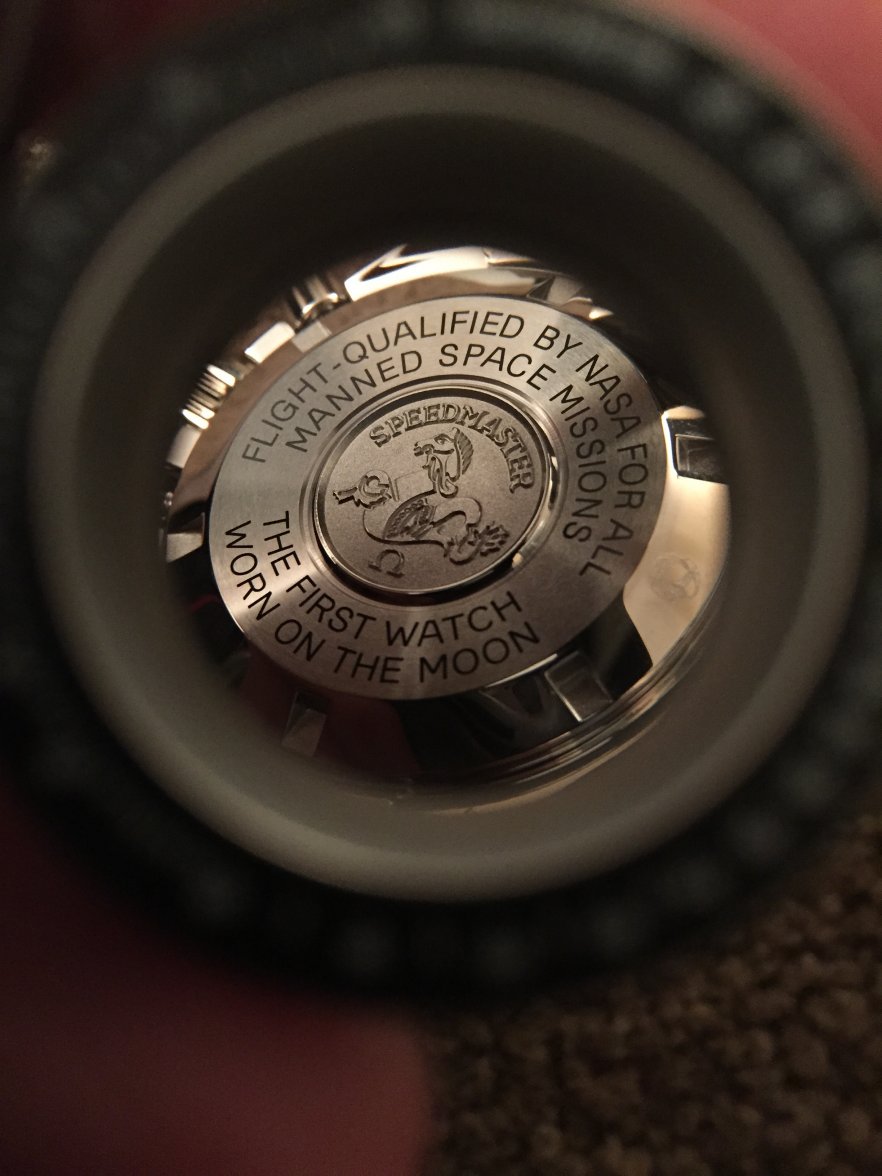 FLIGHT-QUALIFIED BY NASA FOR ALL
MANNED SPACE MISSIONS
SPEEDMASTER
Ω
THE FIRST WATCH
WORN ON THE MOON